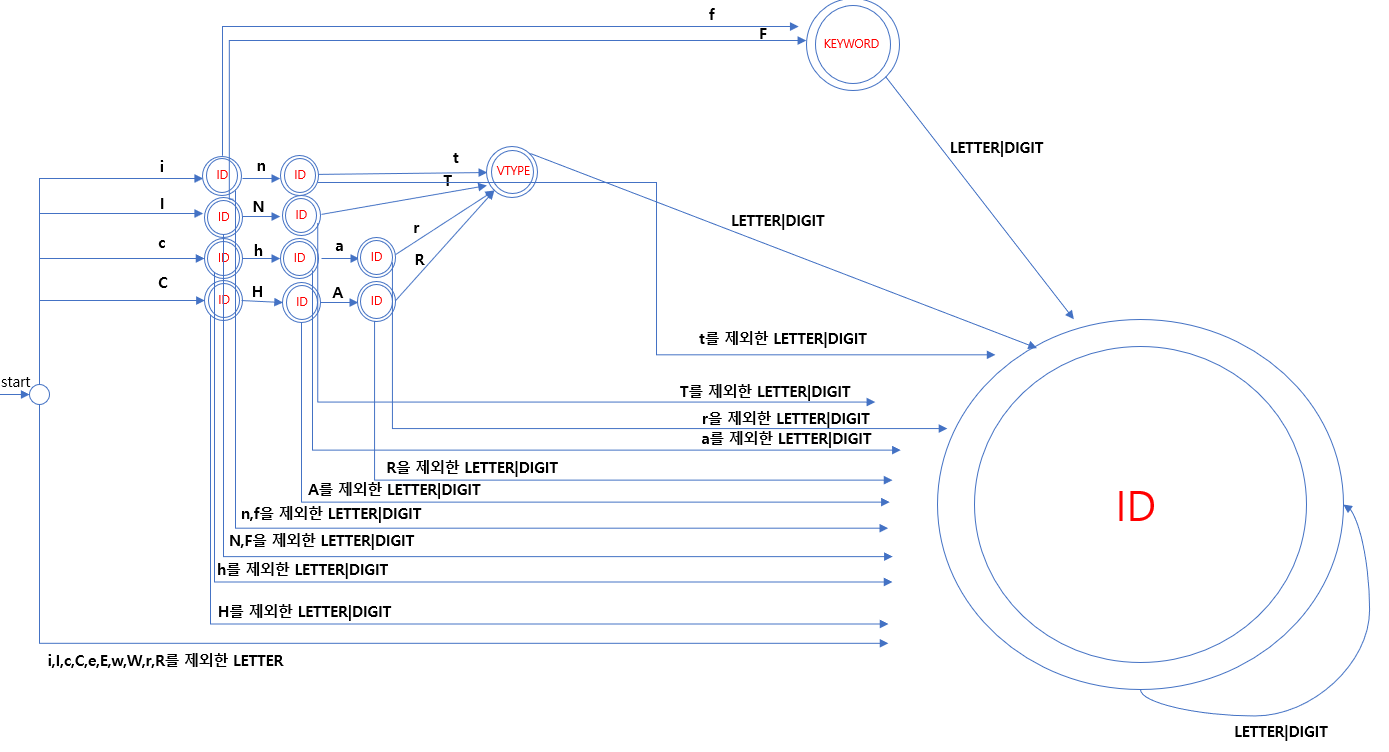 f
F
KEYWORD
LETTER|DIGIT
i
ID
n
ID
t
VTYPE
T
I
ID
N
ID
LETTER|DIGIT
c
ID
h
ID
a
ID
r
R
C
ID
H
ID
A
ID
t를 제외한 LETTER|DIGIT
start
T를 제외한 LETTER|DIGIT
r을 제외한 LETTER|DIGIT
a를 제외한 LETTER|DIGIT
R을 제외한 LETTER|DIGIT
A를 제외한 LETTER|DIGIT
n,f을 제외한 LETTER|DIGIT
ID
N,F을 제외한 LETTER|DIGIT
h를 제외한 LETTER|DIGIT
H를 제외한 LETTER|DIGIT
i,I,c,C,e,E,w,W,r,R를 제외한 LETTER
LETTER|DIGIT